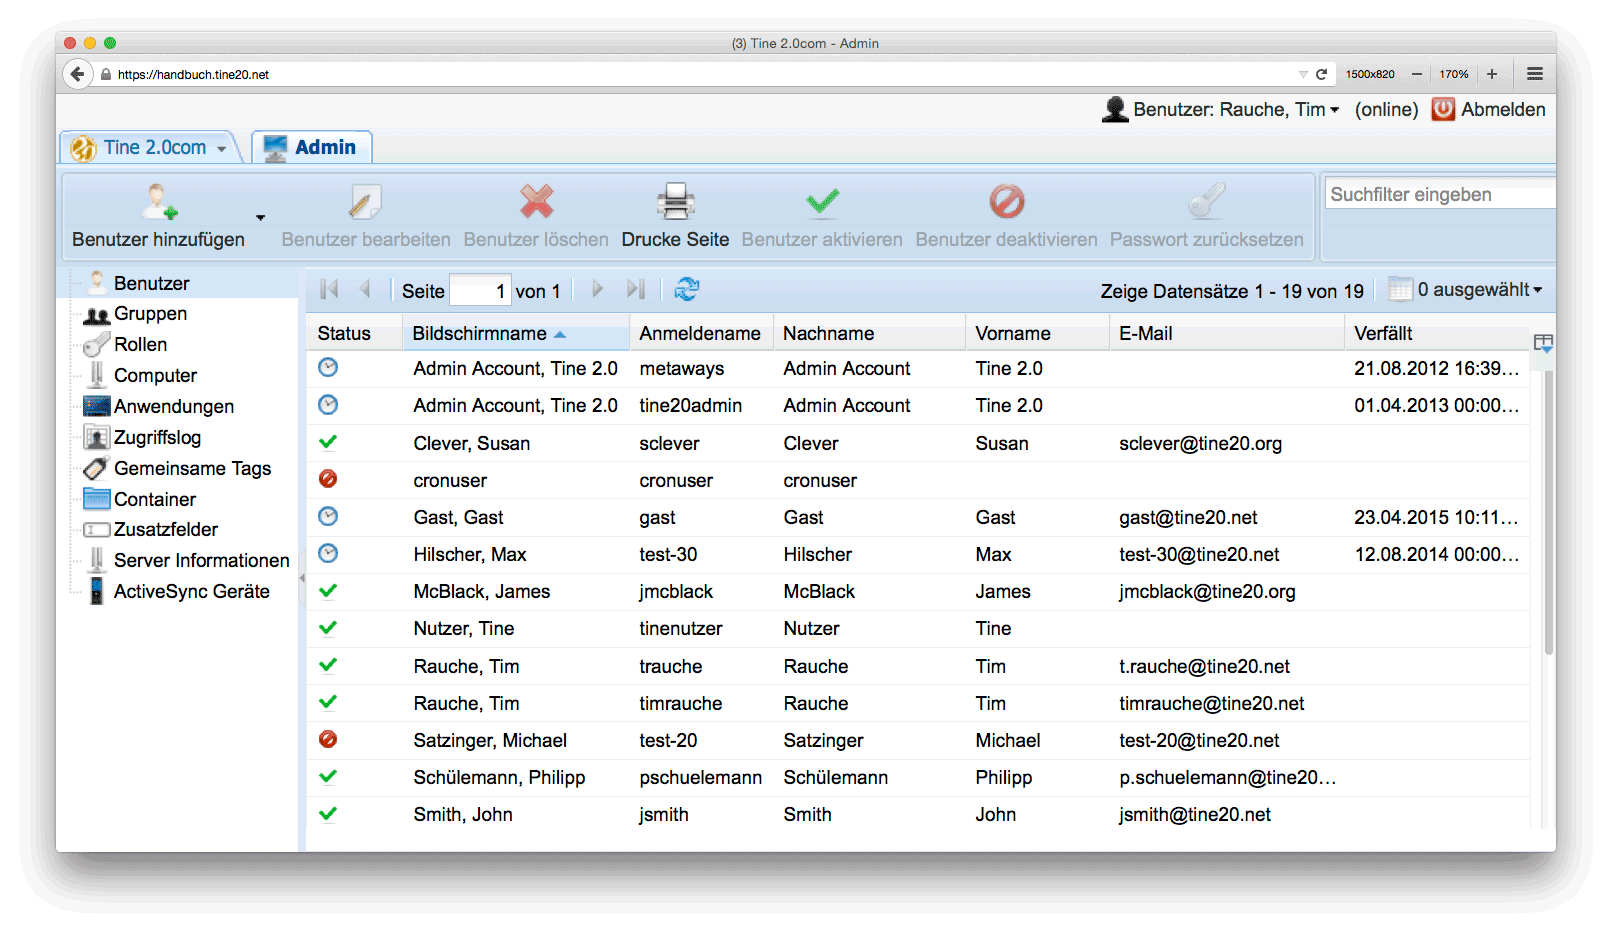 (3) Tine 2.0com - Admin
https://handbuch.tine20.net 1500x820 170%
Benutzer: Rauche, Tim (online) Abmelden
Tine 2.0com Admin
Suchfilter eingeben
Benutzer hinzufügen Benutzer bearbeiten Benutzer löschen Drucke Seite Benutzer aktivieren Benutzer deaktivieren Passwort zurücksetzen
Benutzer
Gruppen
Rollen
Computer
Anwendungen
Zugriffslog
Gemeinsame Tags
Container
Zusatzfelder
Server Informationen
ActiveSync Geräte
Seite 1 von 1 Zeige Datensätze 1 - 19 von 19 0 ausgewählt
Status Bildschirmname Anmeldename Nachname Vorname E-Mail Verfällt
Admin Account, Tine 2.0 metaways Admin Account Tine 2.0 21.08.2012 16:39...
Admin Account, Tine 2.0 tine20admin Admin Account Tine 2.0 01.04.2013 00:00...
Clever, Susan sclever Clever Susan sclever@tine20.org
cronuser cronuser cronuser
Gast, Gast gast Gast Gast gast@tine20.net 23.04.2015 10:11...
Hilscher, Max test-30 Hilscher Max test-30@tine20.net 12.08.2014 00:00...
McBlack, James jmcblack McBlack James jmcblack@tine20.org
Nutzer, Tine tinenutzer Nutzer Tine
Rauche, Tim trauche Rauche Tim t.rauche@tine20.net
Rauche, Tim timrauche Rauche Tim timrauche@tine20.net
Satzinger, Michael test-20 Satzinger Michael test-20@tine20.net
Schülemann, Philipp pschuelemann Schülemann Philipp p.schuelemann@tine20...
Smith, John jsmith Smith John jsmith@tine20.net